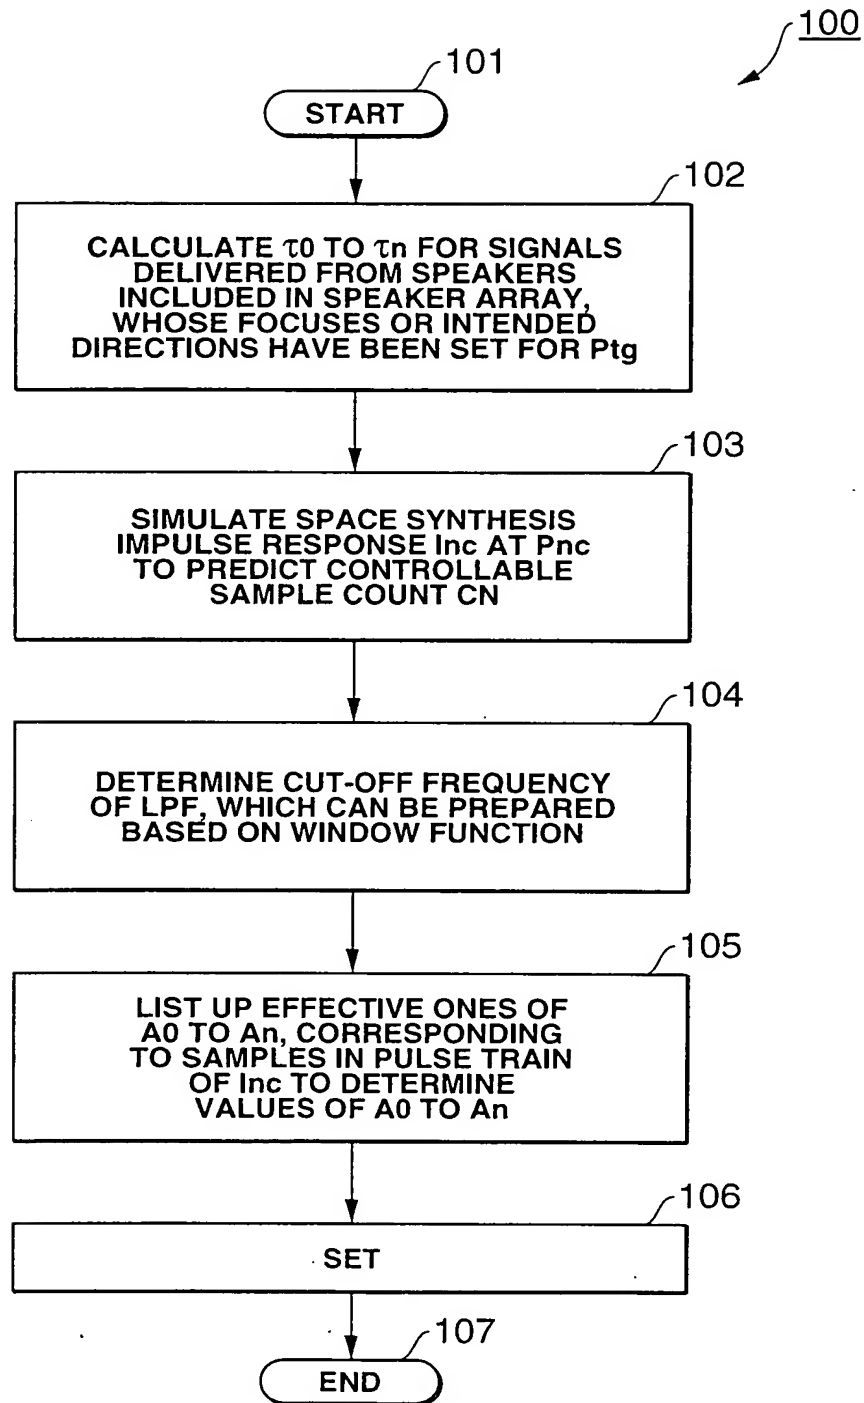 100
101
START
102
CALCULATE τ0 TO τn FOR SIGNALS
DELIVERED FROM SPEAKERS
INCLUDED IN SPEAKER ARRAY,
WHOSE FOCUSES OR INTENDED
DIRECTIONS HAVE BEEN SET FOR Ptg
103
SIMULATE SPACE SYNTHESIS
IMPULSE RESPONSE Inc AT Pnc
TO PREDICT CONTROLLABLE
SAMPLE COUNT CN
104
DETERMINE CUT-OFF FREQUENCY
OF LPF, WHICH CAN BE PREPARED
BASED ON WINDOW FUNCTION
105
LIST UP EFFECTIVE ONES OF
A0 TO An, CORRESPONDING
TO SAMPLES IN PULSE TRAIN
OF Inc TO DETERMINE
VALUES OF A0 TO An
106
SET
107
END